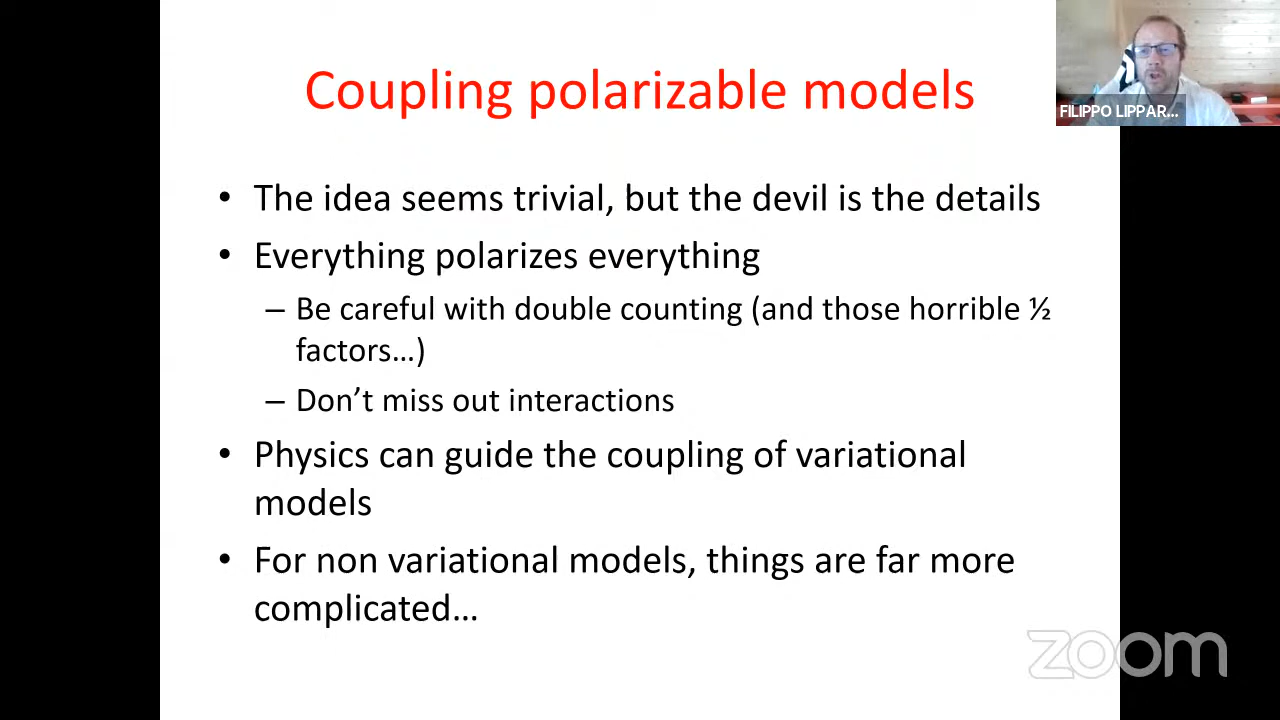 Coupling polarizable models
FILIPPO LIPPAR...
• The idea seems trivial, but the devil is the details
• Everything polarizes everything
– Be careful with double counting (and those horrible ½
factors…)
– Don’t miss out interactions
• Physics can guide the coupling of variational
models
• For non variational models, things are far more
complicated…
zoom